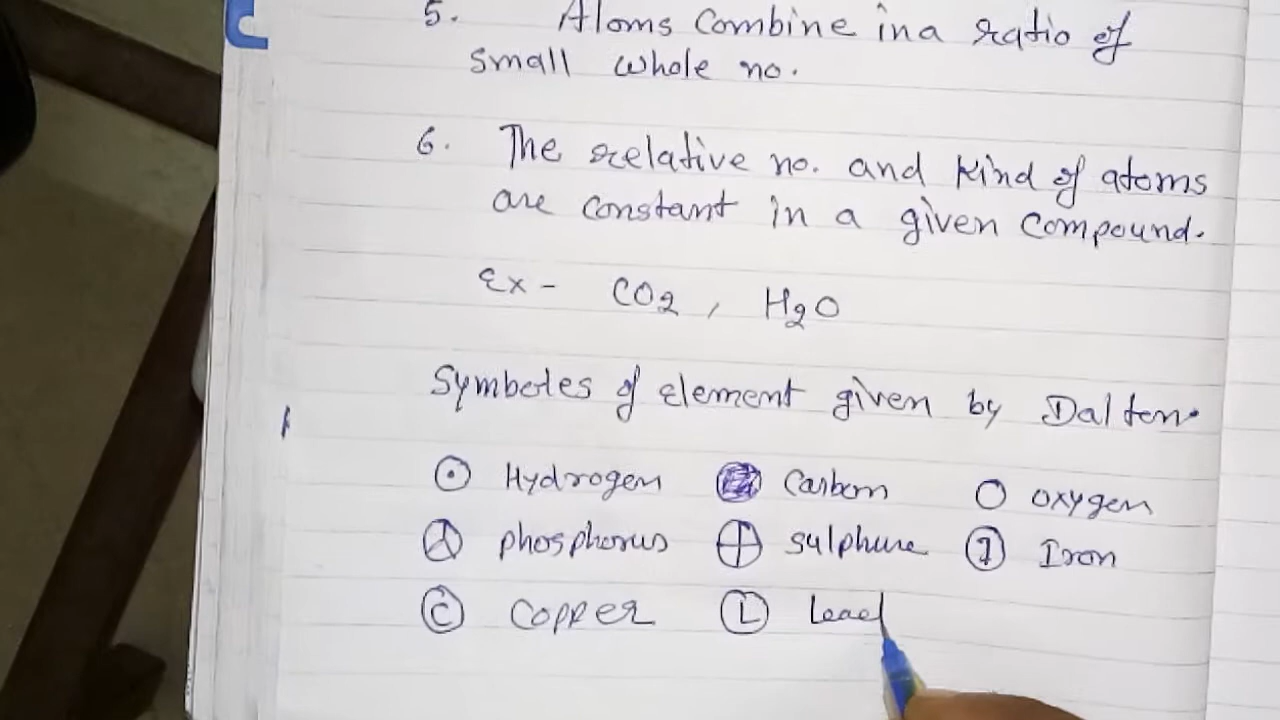 5. Atoms combine in a ratio of
small whole no.
6. The relative no. and kind of atoms
are constant in a given compound.
Ex - CO2, H2O
Symboles of element given by Dalton.
Hydrogen Carbon Oxygen
phosphorus sulphure I Iron
C Copper L Lead